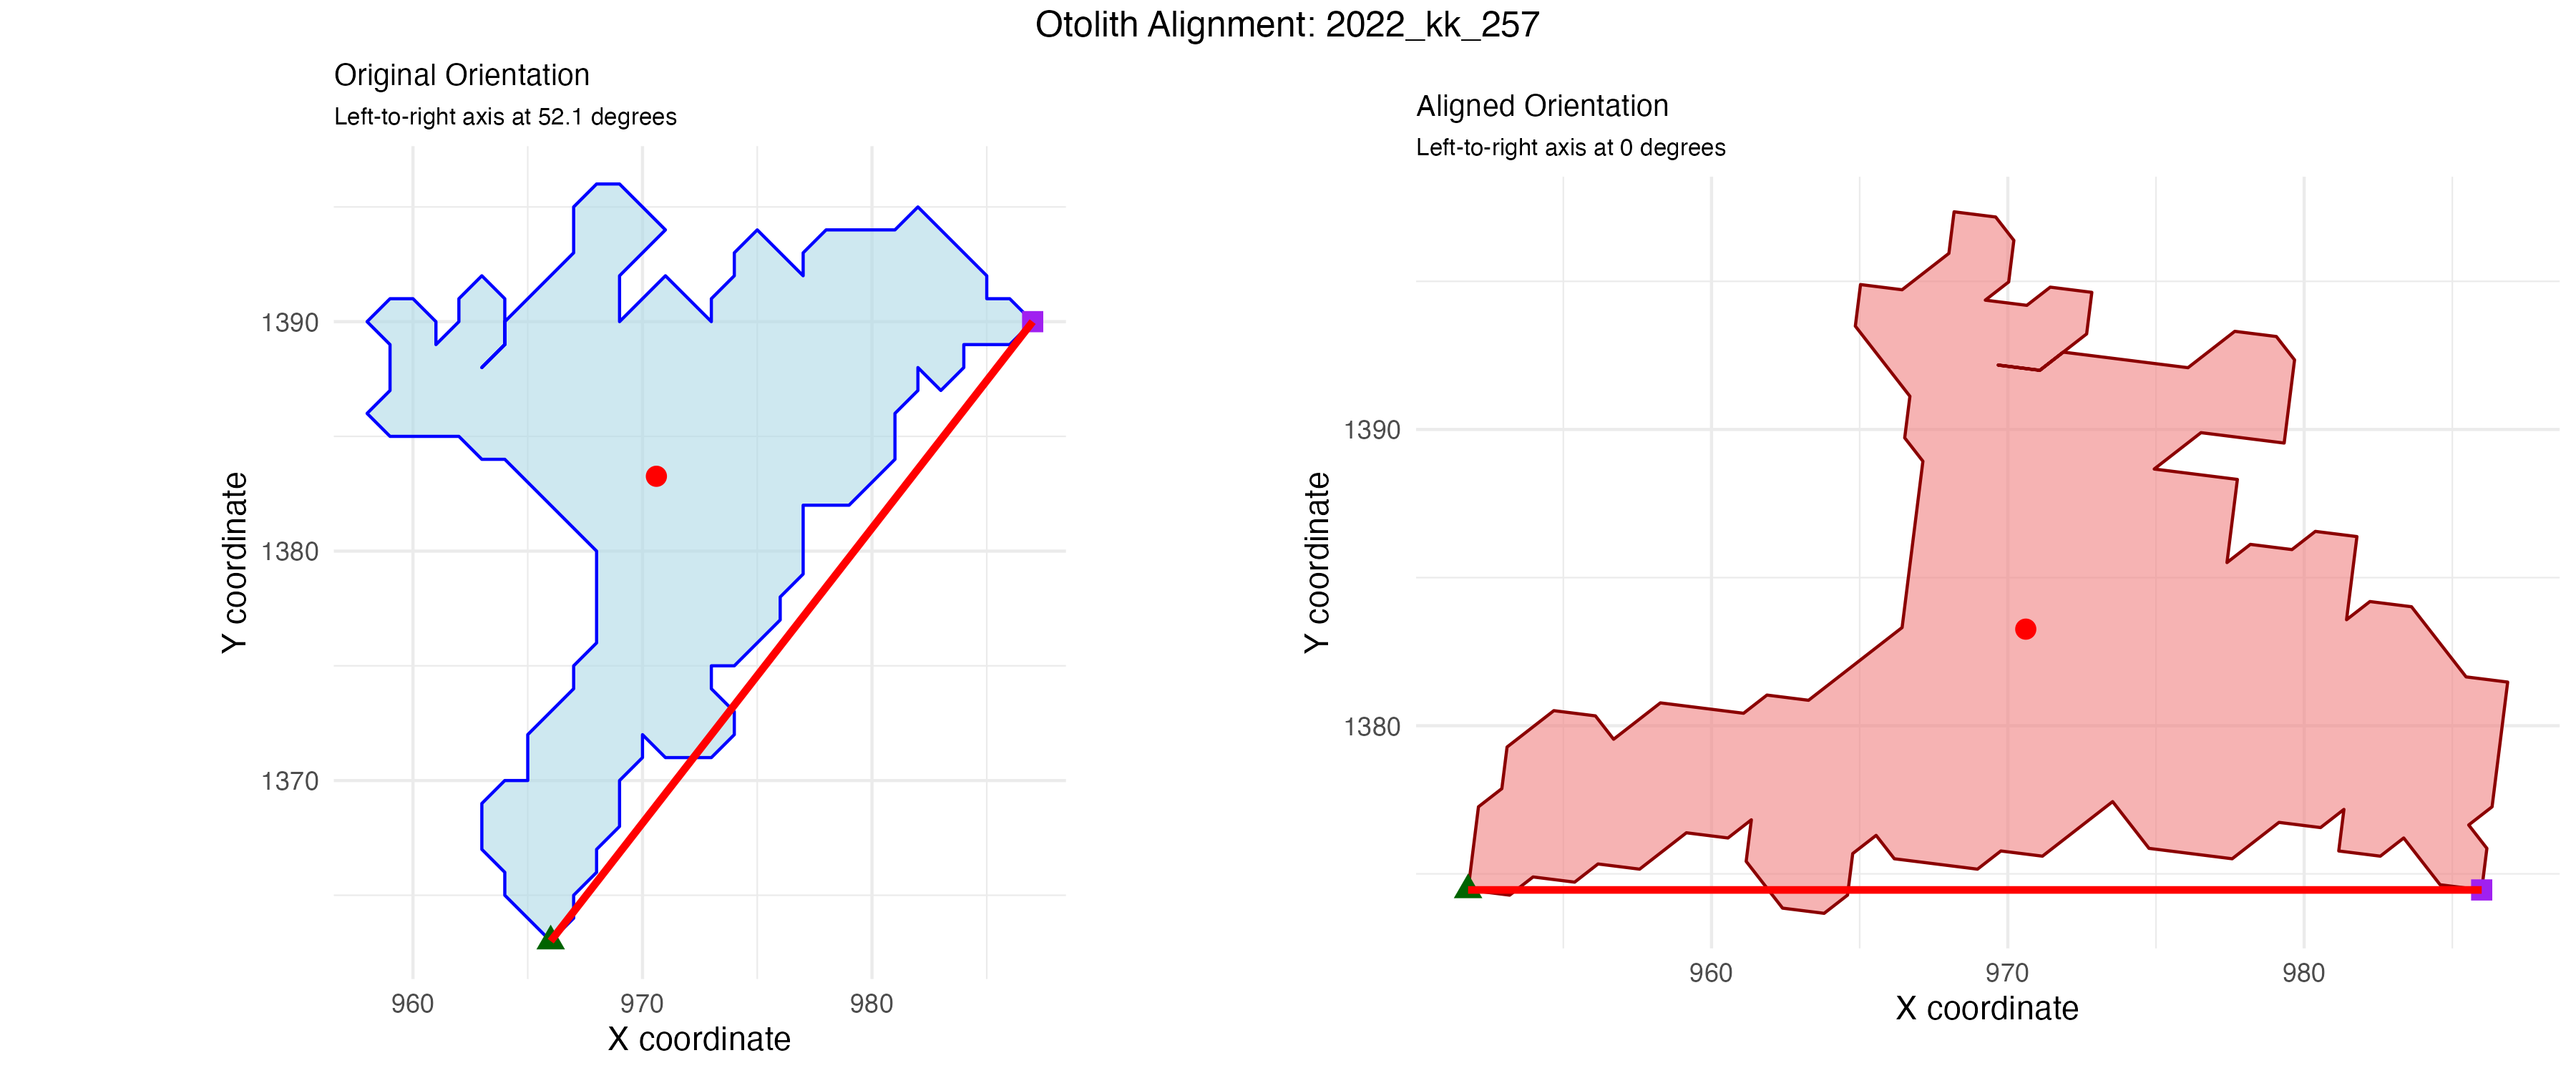 Otolith Alignment: 2022_kk_257
Original Orientation
Left-to-right axis at 52.1 degrees
1390
1380
1370
Y coordinate
960 970 980
X coordinate
Aligned Orientation
Left-to-right axis at 0 degrees
1390
1380
Y coordinate
960 970 980
X coordinate